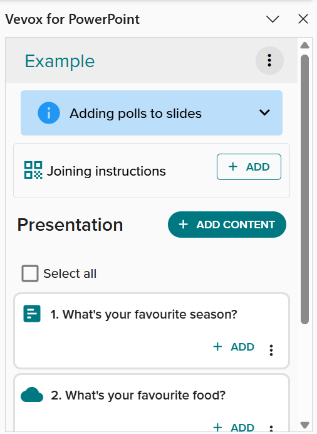 Vevox for PowerPoint
Example
Adding polls to slides
Joining instructions
+ ADD
Presentation
+ ADD CONTENT
Select all
1. What's your favourite season?
+ ADD
2. What's your favourite food?
+ ADD